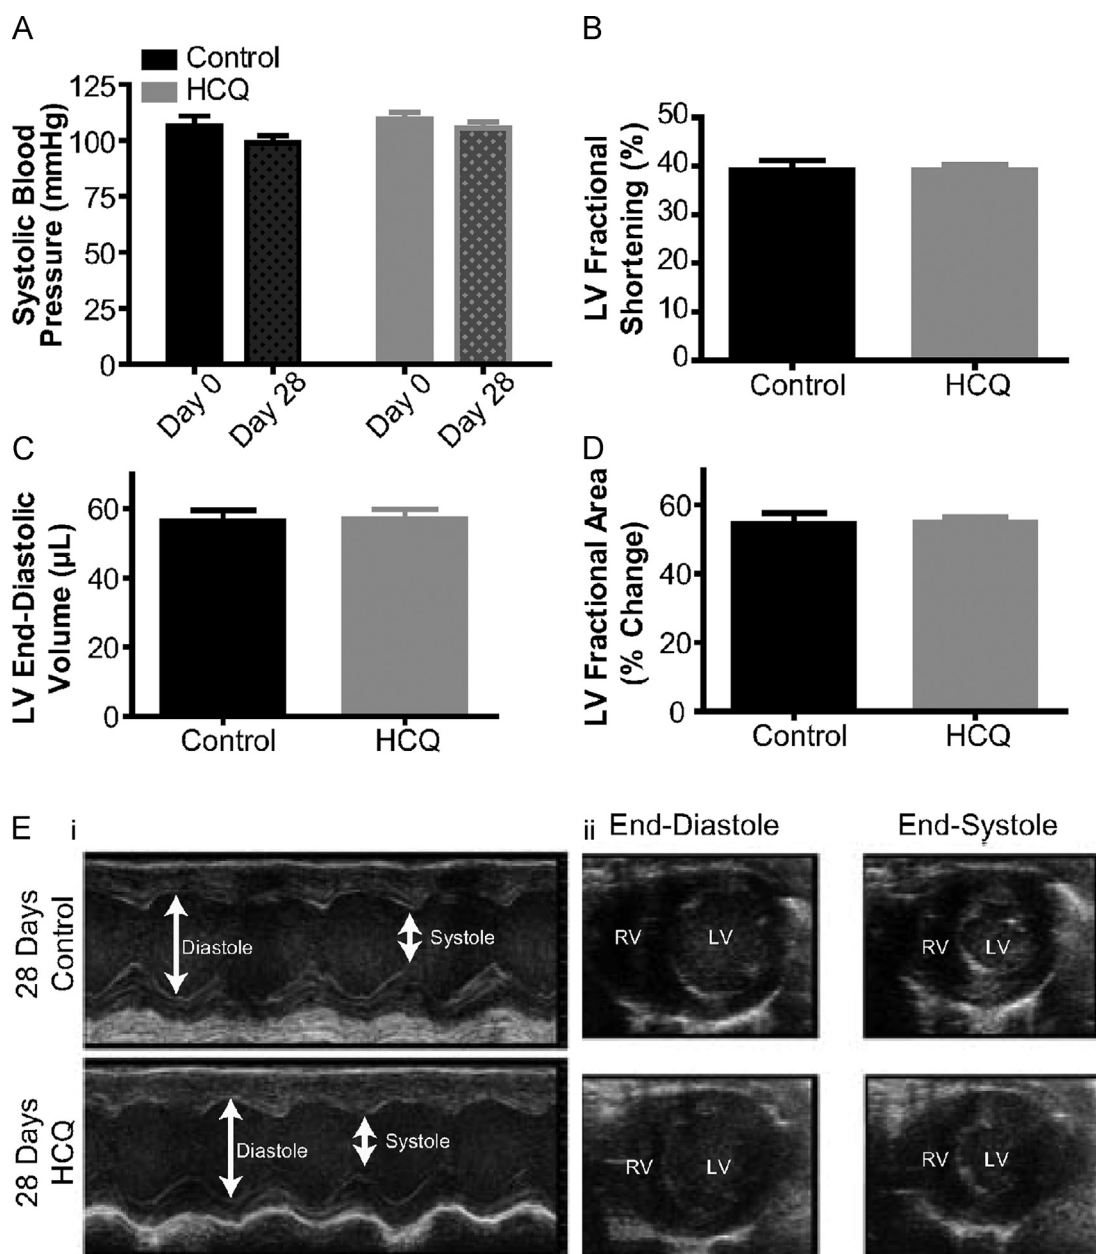 A
Control
HCQ
Systolic Blood
Pressure (mmHg)
125
100
75
50
25
0
Day 0
Day 28
Day 0
Day 28
B
LV Fractional
Shortening (%)
50
40
30
20
10
0
Control
HCQ
C
LV End-Diastolic
Volume (µL)
60
40
20
0
Control
HCQ
D
LV Fractional Area
(% Change)
60
40
20
0
Control
HCQ
E
i
28 Days
Control
Diastole
Systole
28 Days
HCQ
Diastole
Systole
ii
End-Diastole
End-Systole
RV
LV
RV
LV
RV
LV
RV
LV